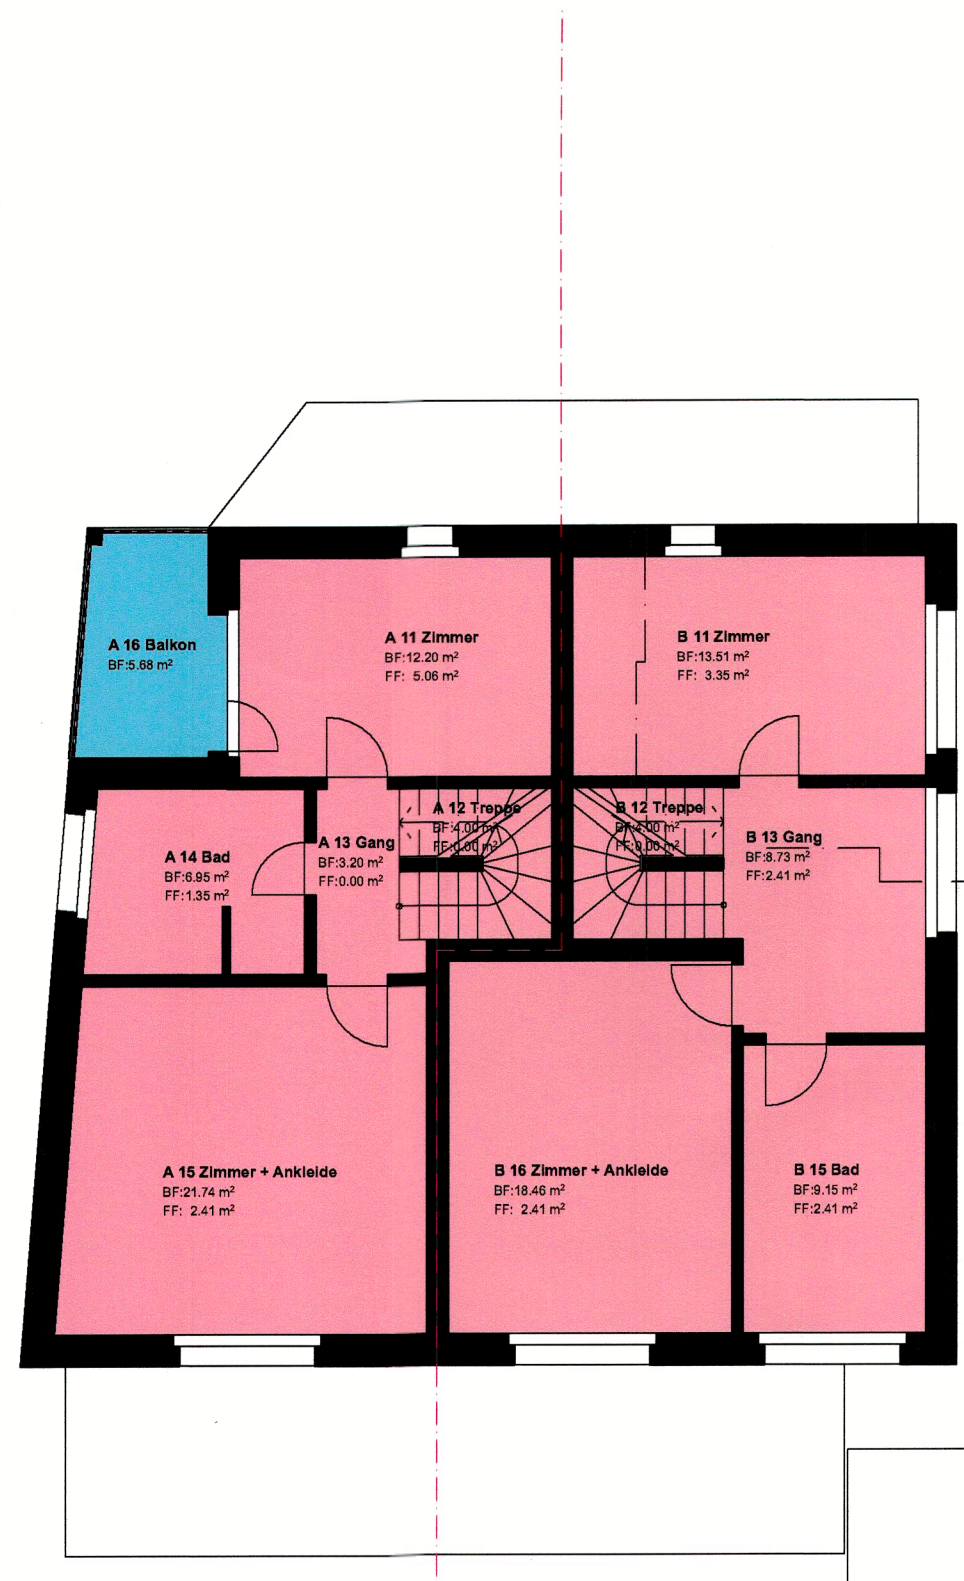 A 16 Balkon
BF:5.68 m²
A 11 Zimmer
BF:12.20 m²
FF: 5.06 m²
B 11 Zimmer
BF:13.51 m²
FF: 3.35 m²
A 12 Treppe
BF:4.00 m²
FF:0.00 m²
B 12 Treppe
BF:4.00 m²
FF:0.00 m²
A 13 Gang
BF:3.20 m²
FF:0.00 m²
B 13 Gang
BF:8.73 m²
FF:2.41 m²
A 14 Bad
BF:6.95 m²
FF:1.35 m²
A 15 Zimmer + Ankleide
BF:21.74 m²
FF: 2.41 m²
B 16 Zimmer + Ankleide
BF:18.46 m²
FF: 2.41 m²
B 15 Bad
BF:9.15 m²
FF:2.41 m²